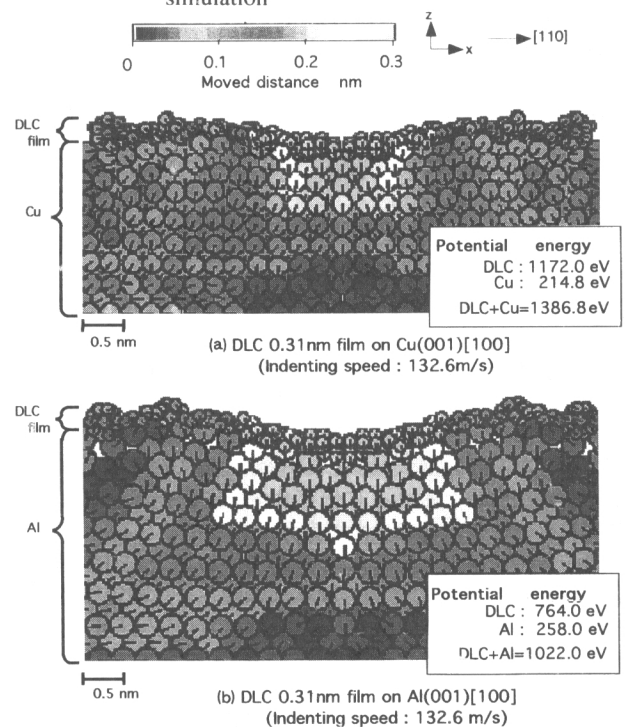 simulation
z
x
[110]
0 0.1 0.2 0.3
Moved distance nm
DLC
film
Cu
Potential energy
DLC : 1172.0 eV
Cu : 214.8 eV
DLC+Cu=1386.8eV
0.5 nm
(a) DLC 0.31nm film on Cu(001)[100]
(Indenting speed : 132.6m/s)
DLC
film
Al
Potential energy
DLC : 764.0 eV
Al : 258.0 eV
DLC+Al=1022.0 eV
0.5 nm
(b) DLC 0.31nm film on Al(001)[100]
(Indenting speed : 132.6 m/s)